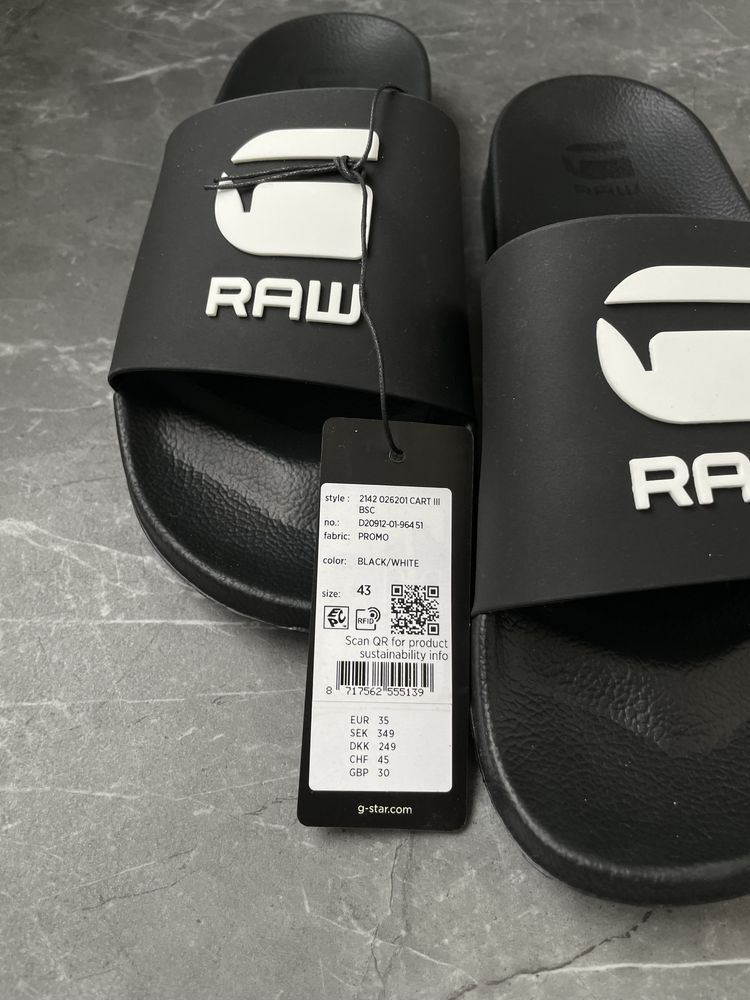 RAW
RAW
RA
style : 2142 026201 CART III
BSC
no.: D20912-01-964 51
fabric: PROMO
color: BLACK/WHITE
size: 43
EPC
RFID
Scan QR for product
sustainability info
8 717562 555139
EUR 35
SEK 349
DKK 249
CHF 45
GBP 30
g-star.com